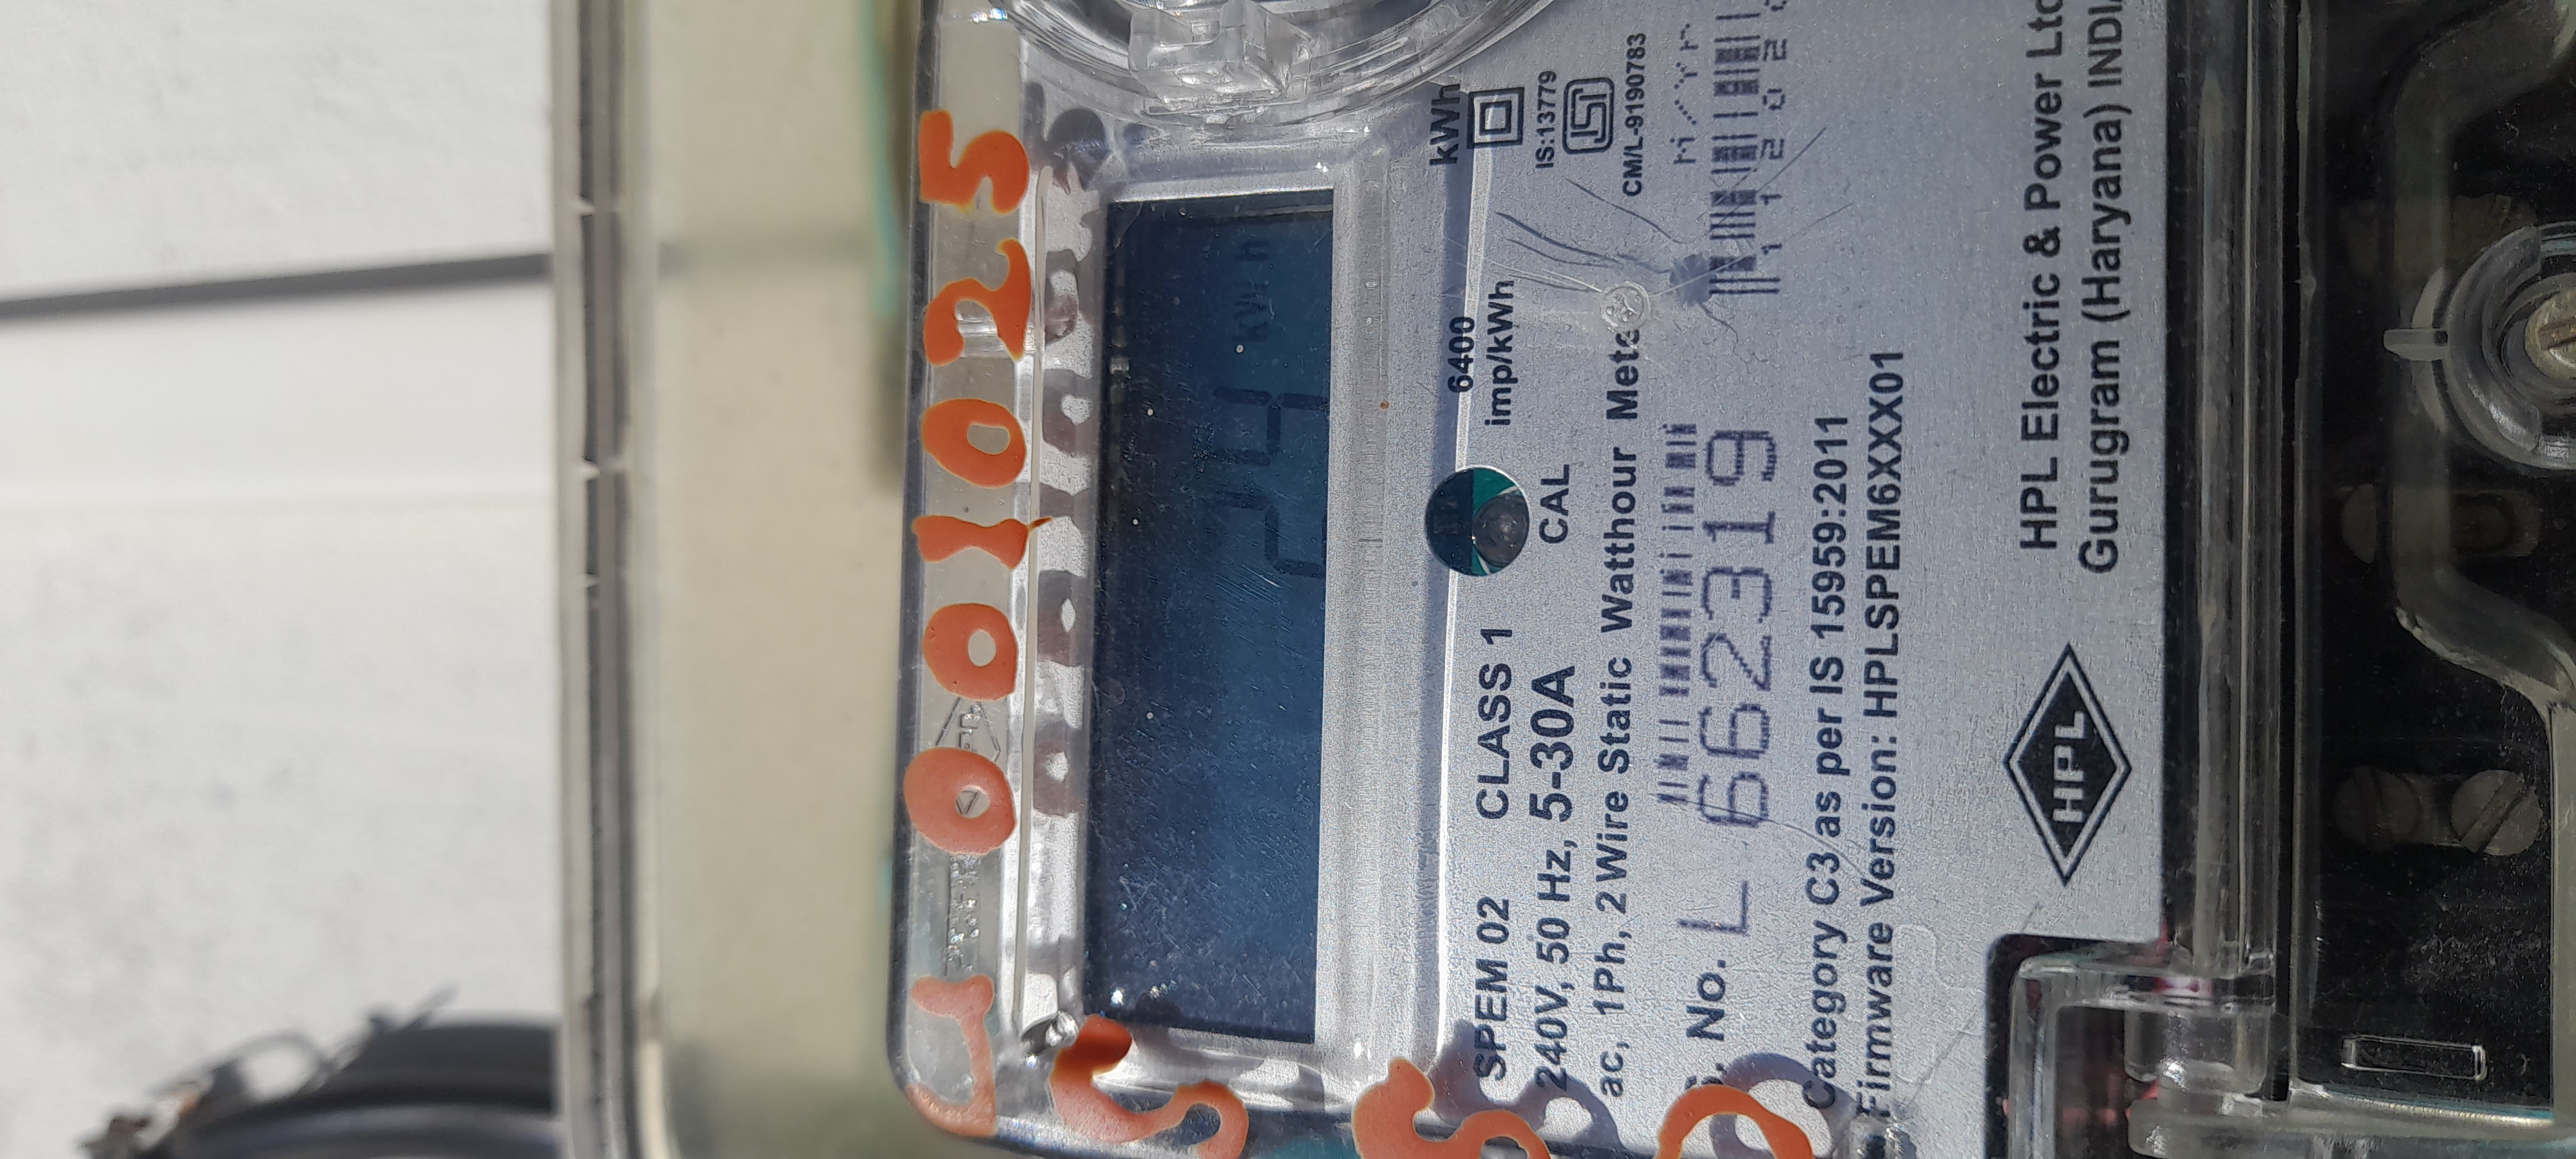 001025
kWh
6400
imp/kWh
kWh
CAL
IS:13779
CM/L-9190783
SPEM 02 CLASS 1
240V, 50 Hz, 5-30A
ac, 1Ph, 2Wire Static Watthour Mete
No. L 662319
Category C3 as per IS 15959:2011
Firmware Version: HPLSPEM6XXX01
HPL
HPL Electric & Power Ltd
Gurugram (Haryana) INDIA